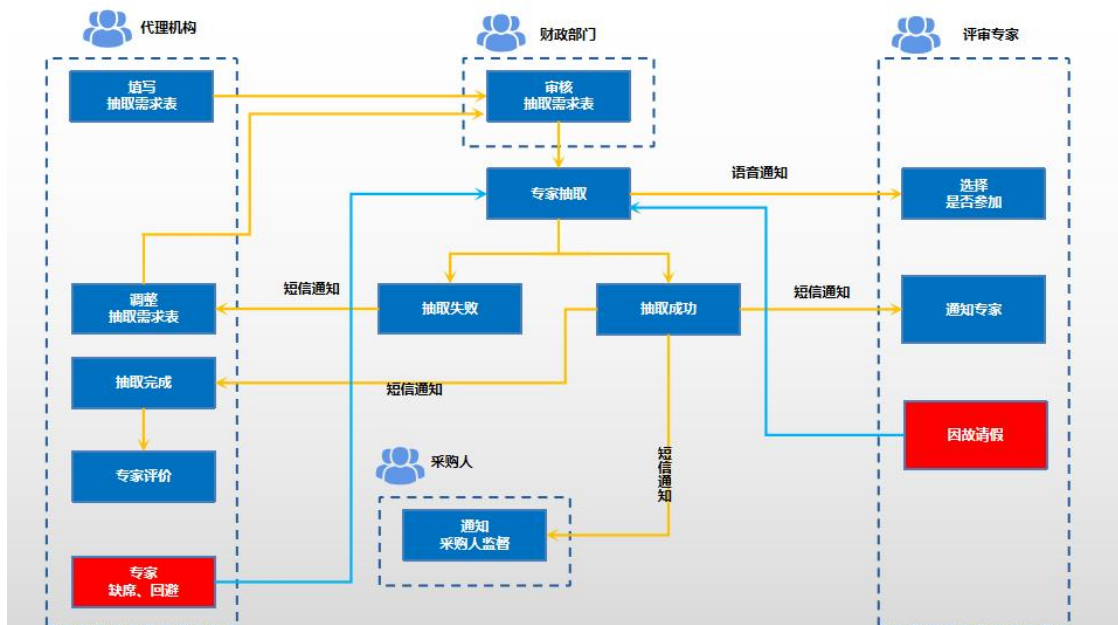 代理机构
财政部门
评审专家
填写
抽取需求表
审核
抽取需求表
专家抽取
语音通知
选择
是否参加
调整
抽取需求表
短信通知
抽取失败
抽取成功
短信通知
通知专家
抽取完成
短信通知
因故请假
专家评价
采购人
短信通知
通知
采购人监督
专家
缺席、回避